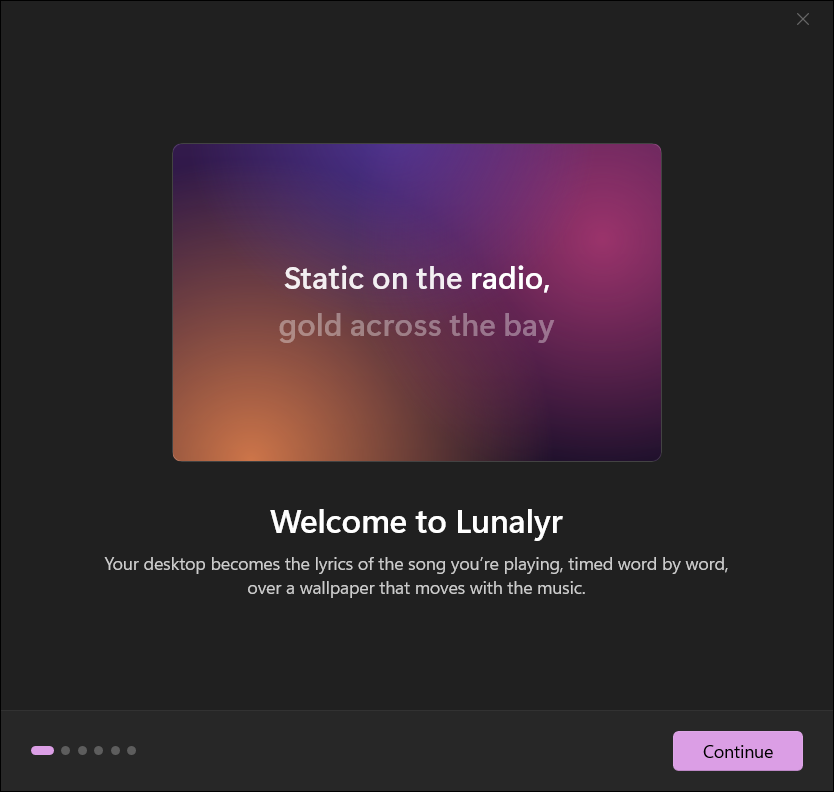 Static on the radio,
gold across the bay
Welcome to Lunalyr
Your desktop becomes the lyrics of the song you’re playing, timed word by word,
over a wallpaper that moves with the music.
Continue